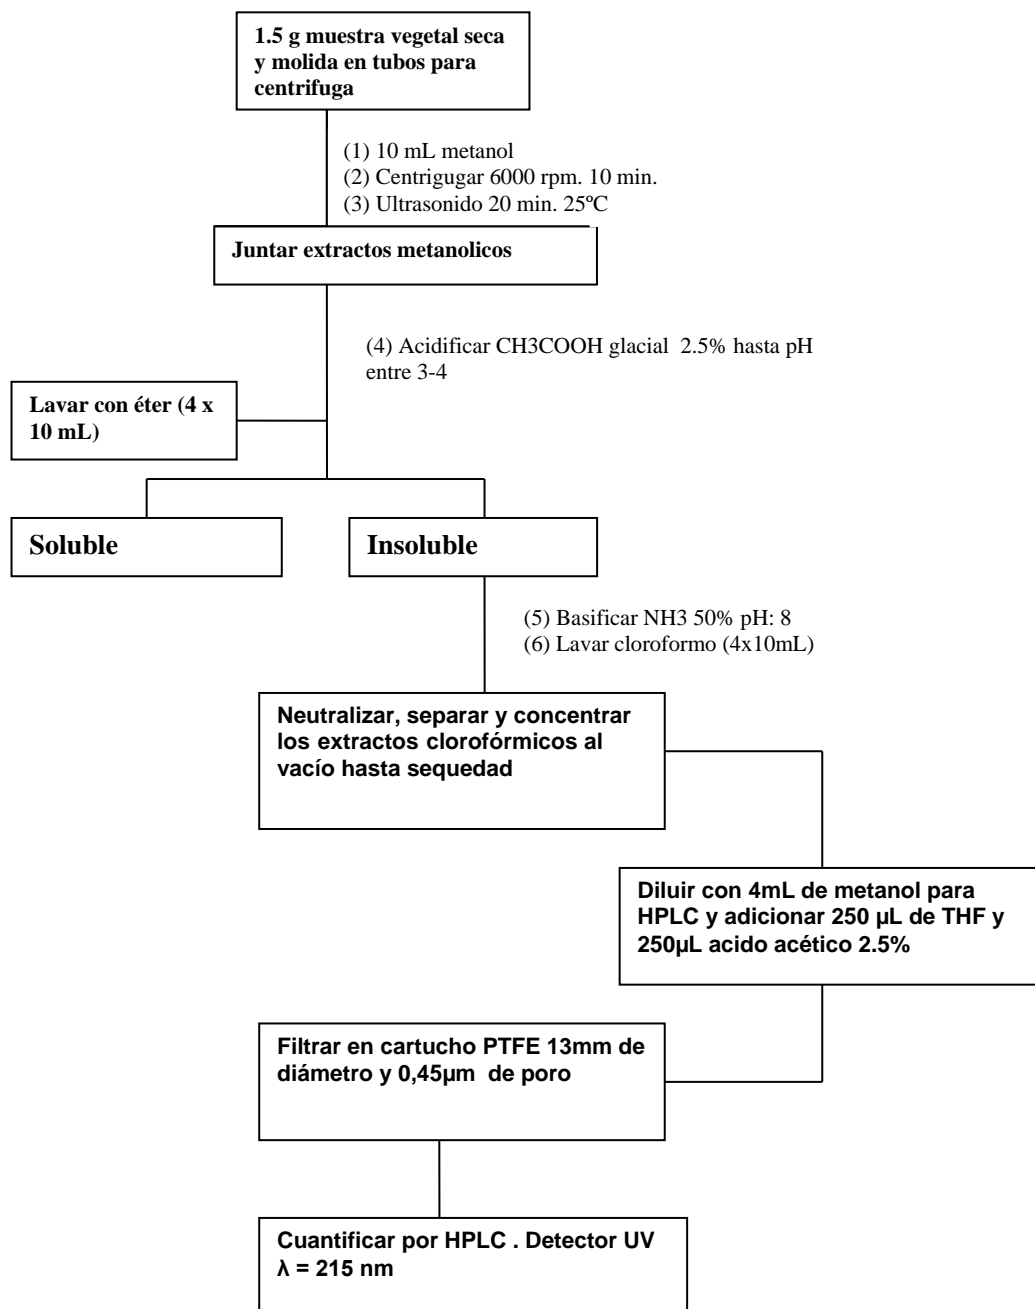 1.5 g muestra vegetal seca
y molida en tubos para
centrifuga
(1) 10 mL metanol
(2) Centrigugar 6000 rpm. 10 min.
(3) Ultrasonido 20 min. 25ºC
Juntar extractos metanolicos
(4) Acidificar CH3COOH glacial 2.5% hasta pH
entre 3-4
Lavar con éter (4 x
10 mL)
Soluble
Insoluble
(5) Basificar NH3 50% pH: 8
(6) Lavar cloroformo (4x10mL)
Neutralizar, separar y concentrar
los extractos clorofórmicos al
vacío hasta sequedad
Diluir con 4mL de metanol para
HPLC y adicionar 250 µL de THF y
250µL acido acético 2.5%
Filtrar en cartucho PTFE 13mm de
diámetro y 0,45µm de poro
Cuantificar por HPLC . Detector UV
λ = 215 nm